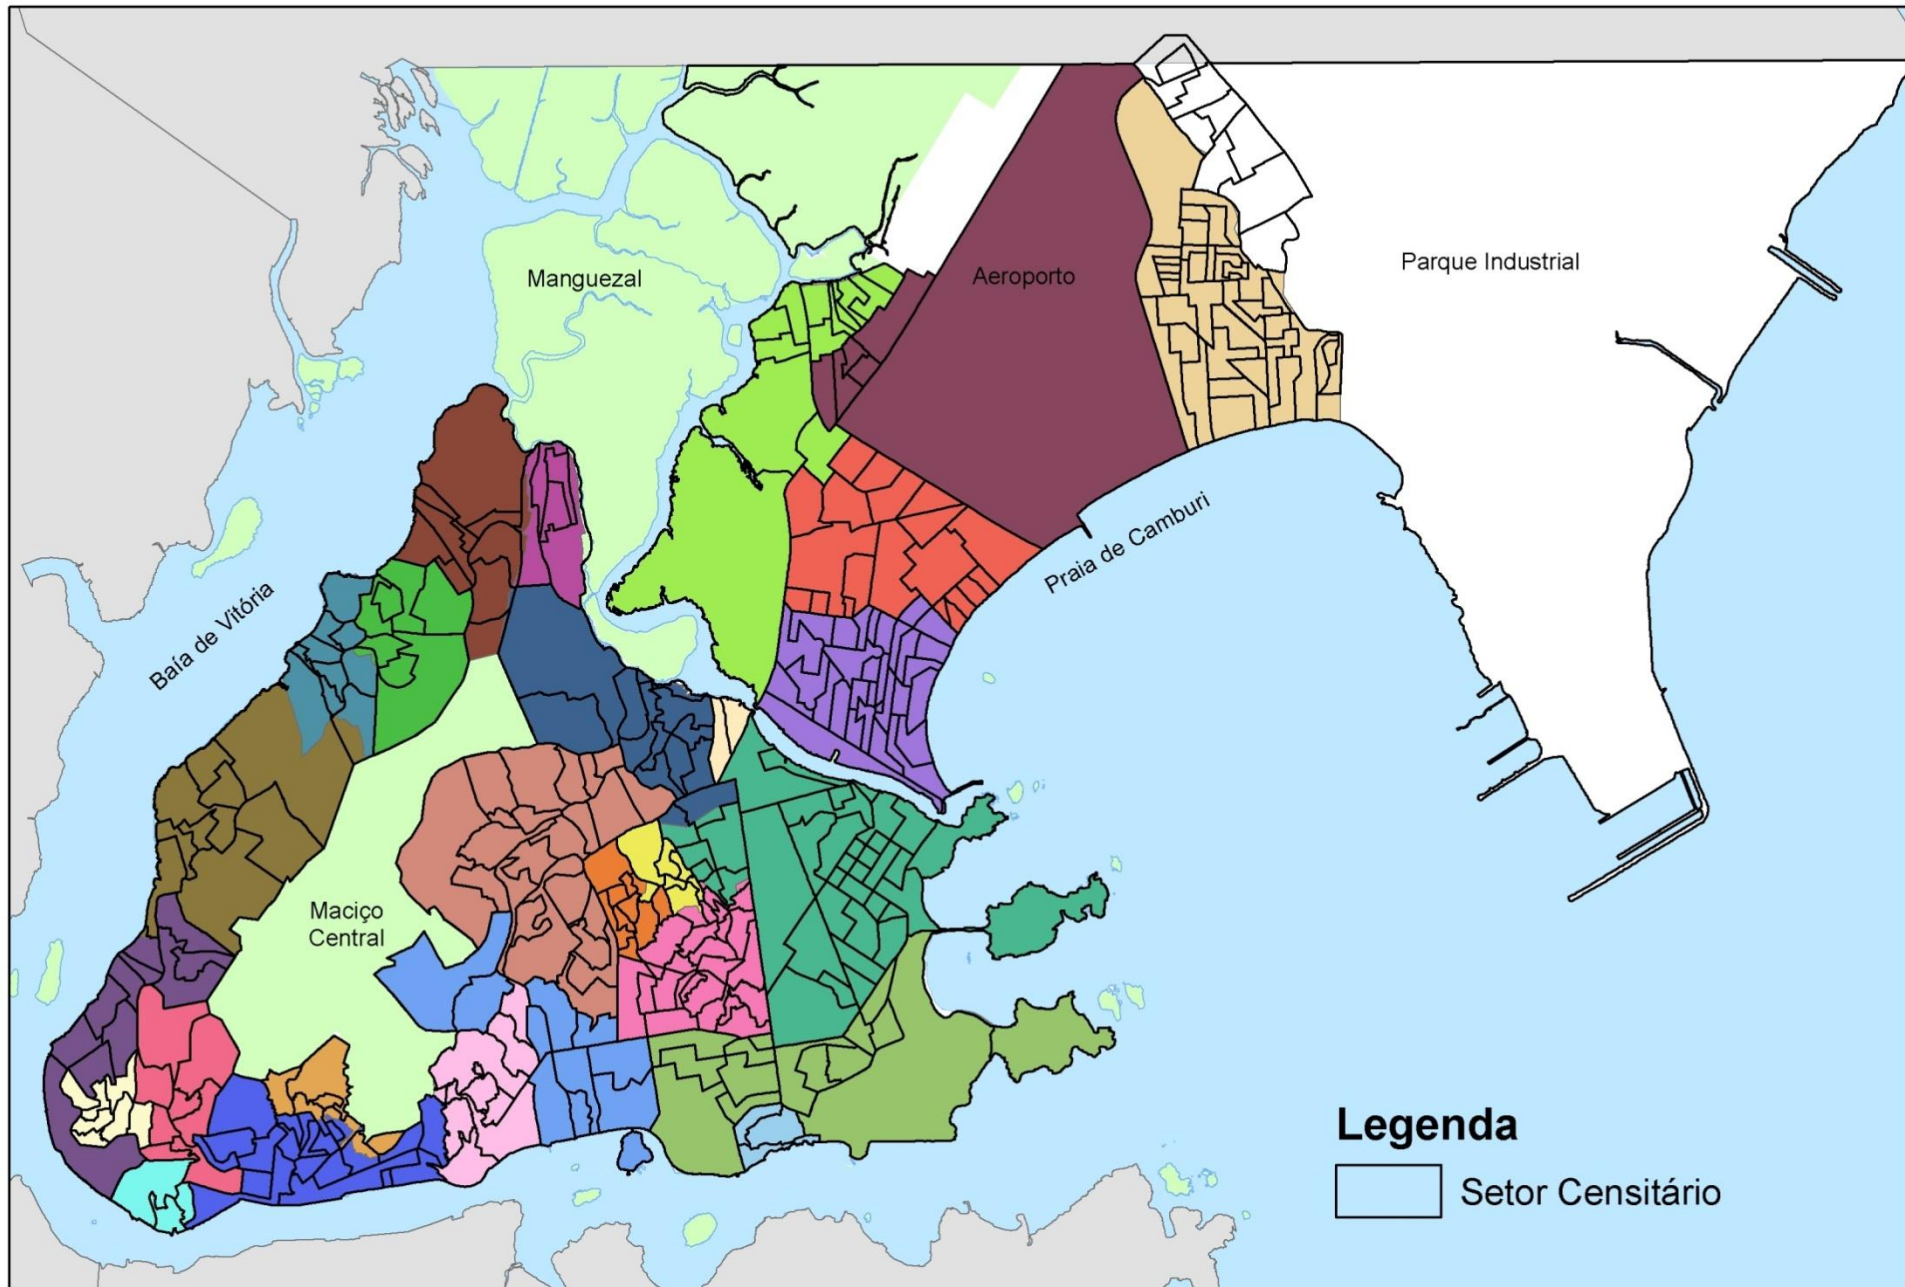 Manguezal
Aeroporto
Parque Industrial
Praia de Camburi
Baía de Vitória
Maciço
Central
Legenda
Setor Censitário